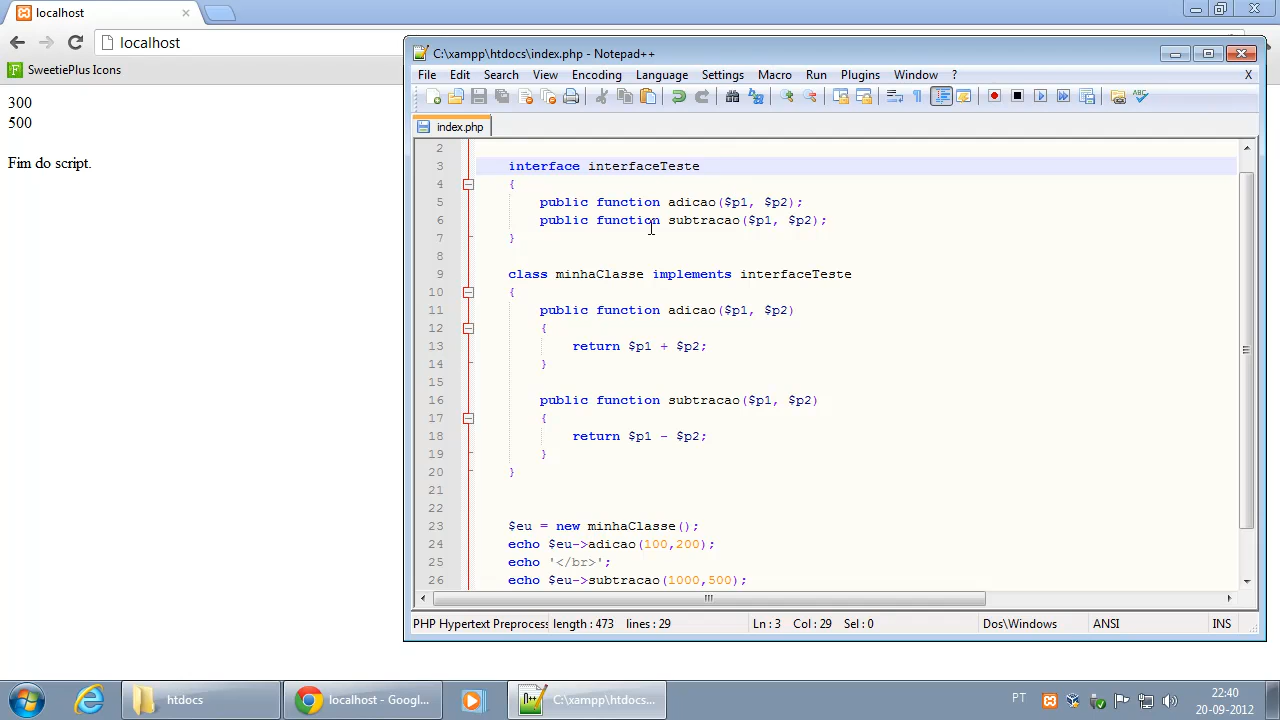 localhost
localhost
SweetiePlus Icons
300
500
Fim do script.
C:\xampp\htdocs\index.php - Notepad++
File Edit Search View Encoding Language Settings Macro Run Plugins Window ? X
index.php
2
3 interface interfaceTeste
4 {
5 public function adicao($p1, $p2);
6 public function subtracao($p1, $p2);
7 }
8
9 class minhaClasse implements interfaceTeste
10 {
11 public function adicao($p1, $p2)
12 {
13 return $p1 + $p2;
14 }
15
16 public function subtracao($p1, $p2)
17 {
18 return $p1 - $p2;
19 }
20 }
21
22
23 $eu = new minhaClasse();
24 echo $eu->adicao(100,200);
25 echo '</br>';
26 echo $eu->subtracao(1000,500);
PHP Hypertext Preprocess length : 473 lines : 29 Ln : 3 Col : 29 Sel : 0 Dos\Windows ANSI INS
htdocs
localhost - Googl...
C:\xampp\htdocs...
PT
22:40
20-09-2012